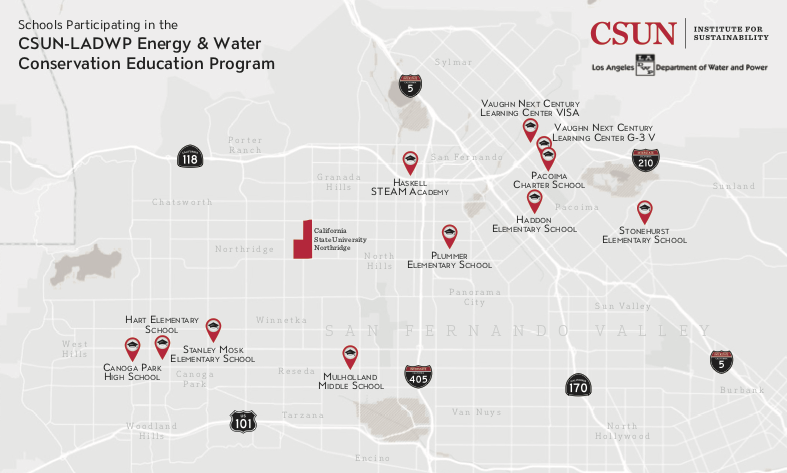 Schools Participating in the
CSUN-LADWP Energy & Water
Conservation Education Program
CSUN
INSTITUTE FOR
SUSTAINABILITY
Los Angeles
LA
DWP
Department of Water and Power
Sylmar
5
Vaughn Next Century
Learning Center VISA
Vaughn Next Century
Learning Center G-3 V
Porter
Ranch
118
San Fernando
210
Haskell
STEAM Academy
Granada
Hills
Pacoima
Charter School
Sunland
Chatsworth
Pacoima
Haddon
Elementary School
Stonehurst
Elementary School
California
State University
Northridge
Northridge
North
Hills
Plummer
Elementary School
Panorama
City
Sun Valley
Hart Elementary
School
Winnetka
SAN FERNANDO VALLEY
West
Hills
Stanley Mosk
Elementary School
Canoga Park
High School
Canoga
Park
Reseda
Mulholland
Middle School
405
170
5
Burbank
101
Tarzana
Van Nuys
Woodland
Hills
North
Hollywood
Encino